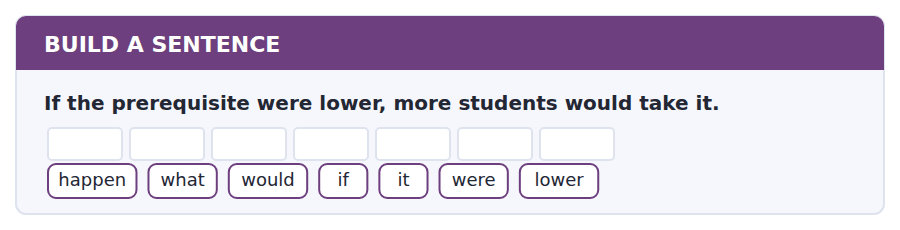 BUILD A SENTENCE
If the prerequisite were lower, more students would take it.
happen what would if it were lower